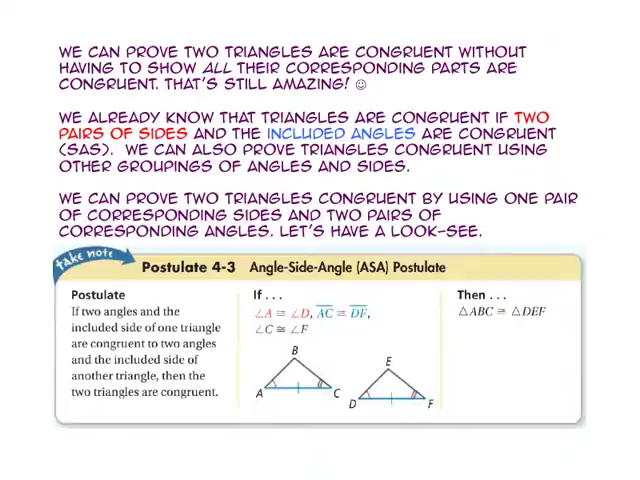 WE CAN PROVE TWO TRIANGLES ARE CONGRUENT WITHOUT
HAVING TO SHOW ALL THEIR CORRESPONDING PARTS ARE
CONGRUENT. THAT'S STILL AMAZING! ☺
WE ALREADY KNOW THAT TRIANGLES ARE CONGRUENT IF TWO
PAIRS OF SIDES AND THE INCLUDED ANGLES ARE CONGRUENT
(SAS). WE CAN ALSO PROVE TRIANGLES CONGRUENT USING
OTHER GROUPINGS OF ANGLES AND SIDES.
WE CAN PROVE TWO TRIANGLES CONGRUENT BY USING ONE PAIR
OF CORRESPONDING SIDES AND TWO PAIRS OF
CORRESPONDING ANGLES. LET'S HAVE A LOOK-SEE.
take note
Postulate 4-3 Angle-Side-Angle (ASA) Postulate
Postulate
If two angles and the
included side of one triangle
are congruent to two angles
and the included side of
another triangle, then the
two triangles are congruent.
If . . .
∠A ≅ ∠D, A̅C̅ ≅ D̅F̅,
∠C ≅ ∠F
B
A
C
E
D
F
Then . . .
△ABC ≅ △DEF